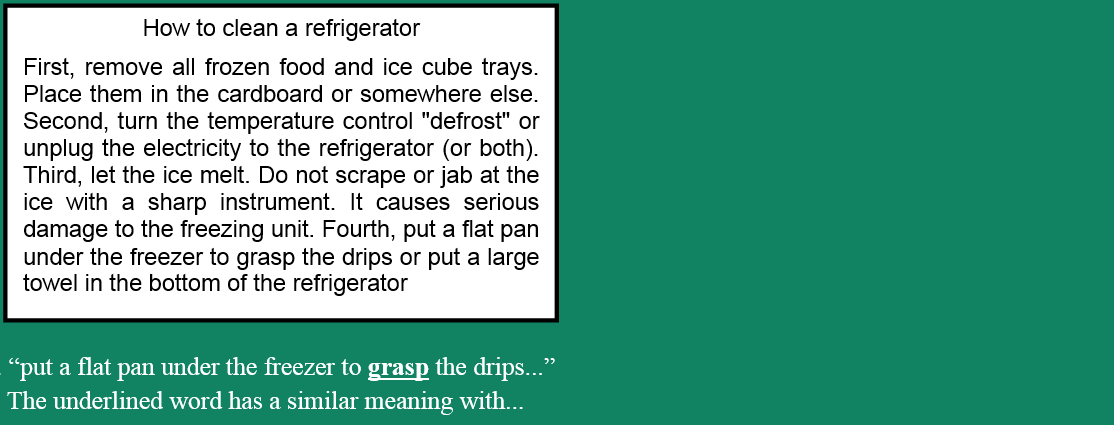 How to clean a refrigerator
First, remove all frozen food and ice cube trays.
Place them in the cardboard or somewhere else.
Second, turn the temperature control "defrost" or
unplug the electricity to the refrigerator (or both).
Third, let the ice melt. Do not scrape or jab at the
ice with a sharp instrument. It causes serious
damage to the freezing unit. Fourth, put a flat pan
under the freezer to grasp the drips or put a large
towel in the bottom of the refrigerator
“put a flat pan under the freezer to grasp the drips...”
The underlined word has a similar meaning with...